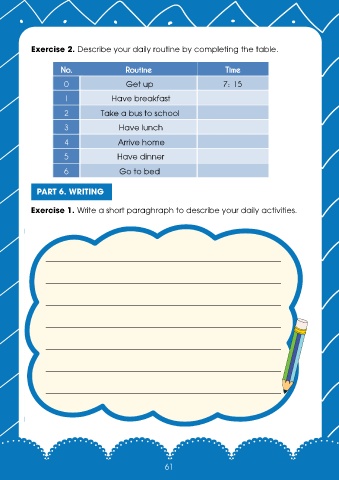 Exercise 2. Describe your daily routine by completing the table.
No. Routine Time
0 Get up 7: 15
1 Have breakfast
2 Take a bus to school
3 Have lunch
4 Arrive home
5 Have dinner
6 Go to bed
PART 6. WRITING
Exercise 1. Write a short paraghraph to describe your daily activities.
61